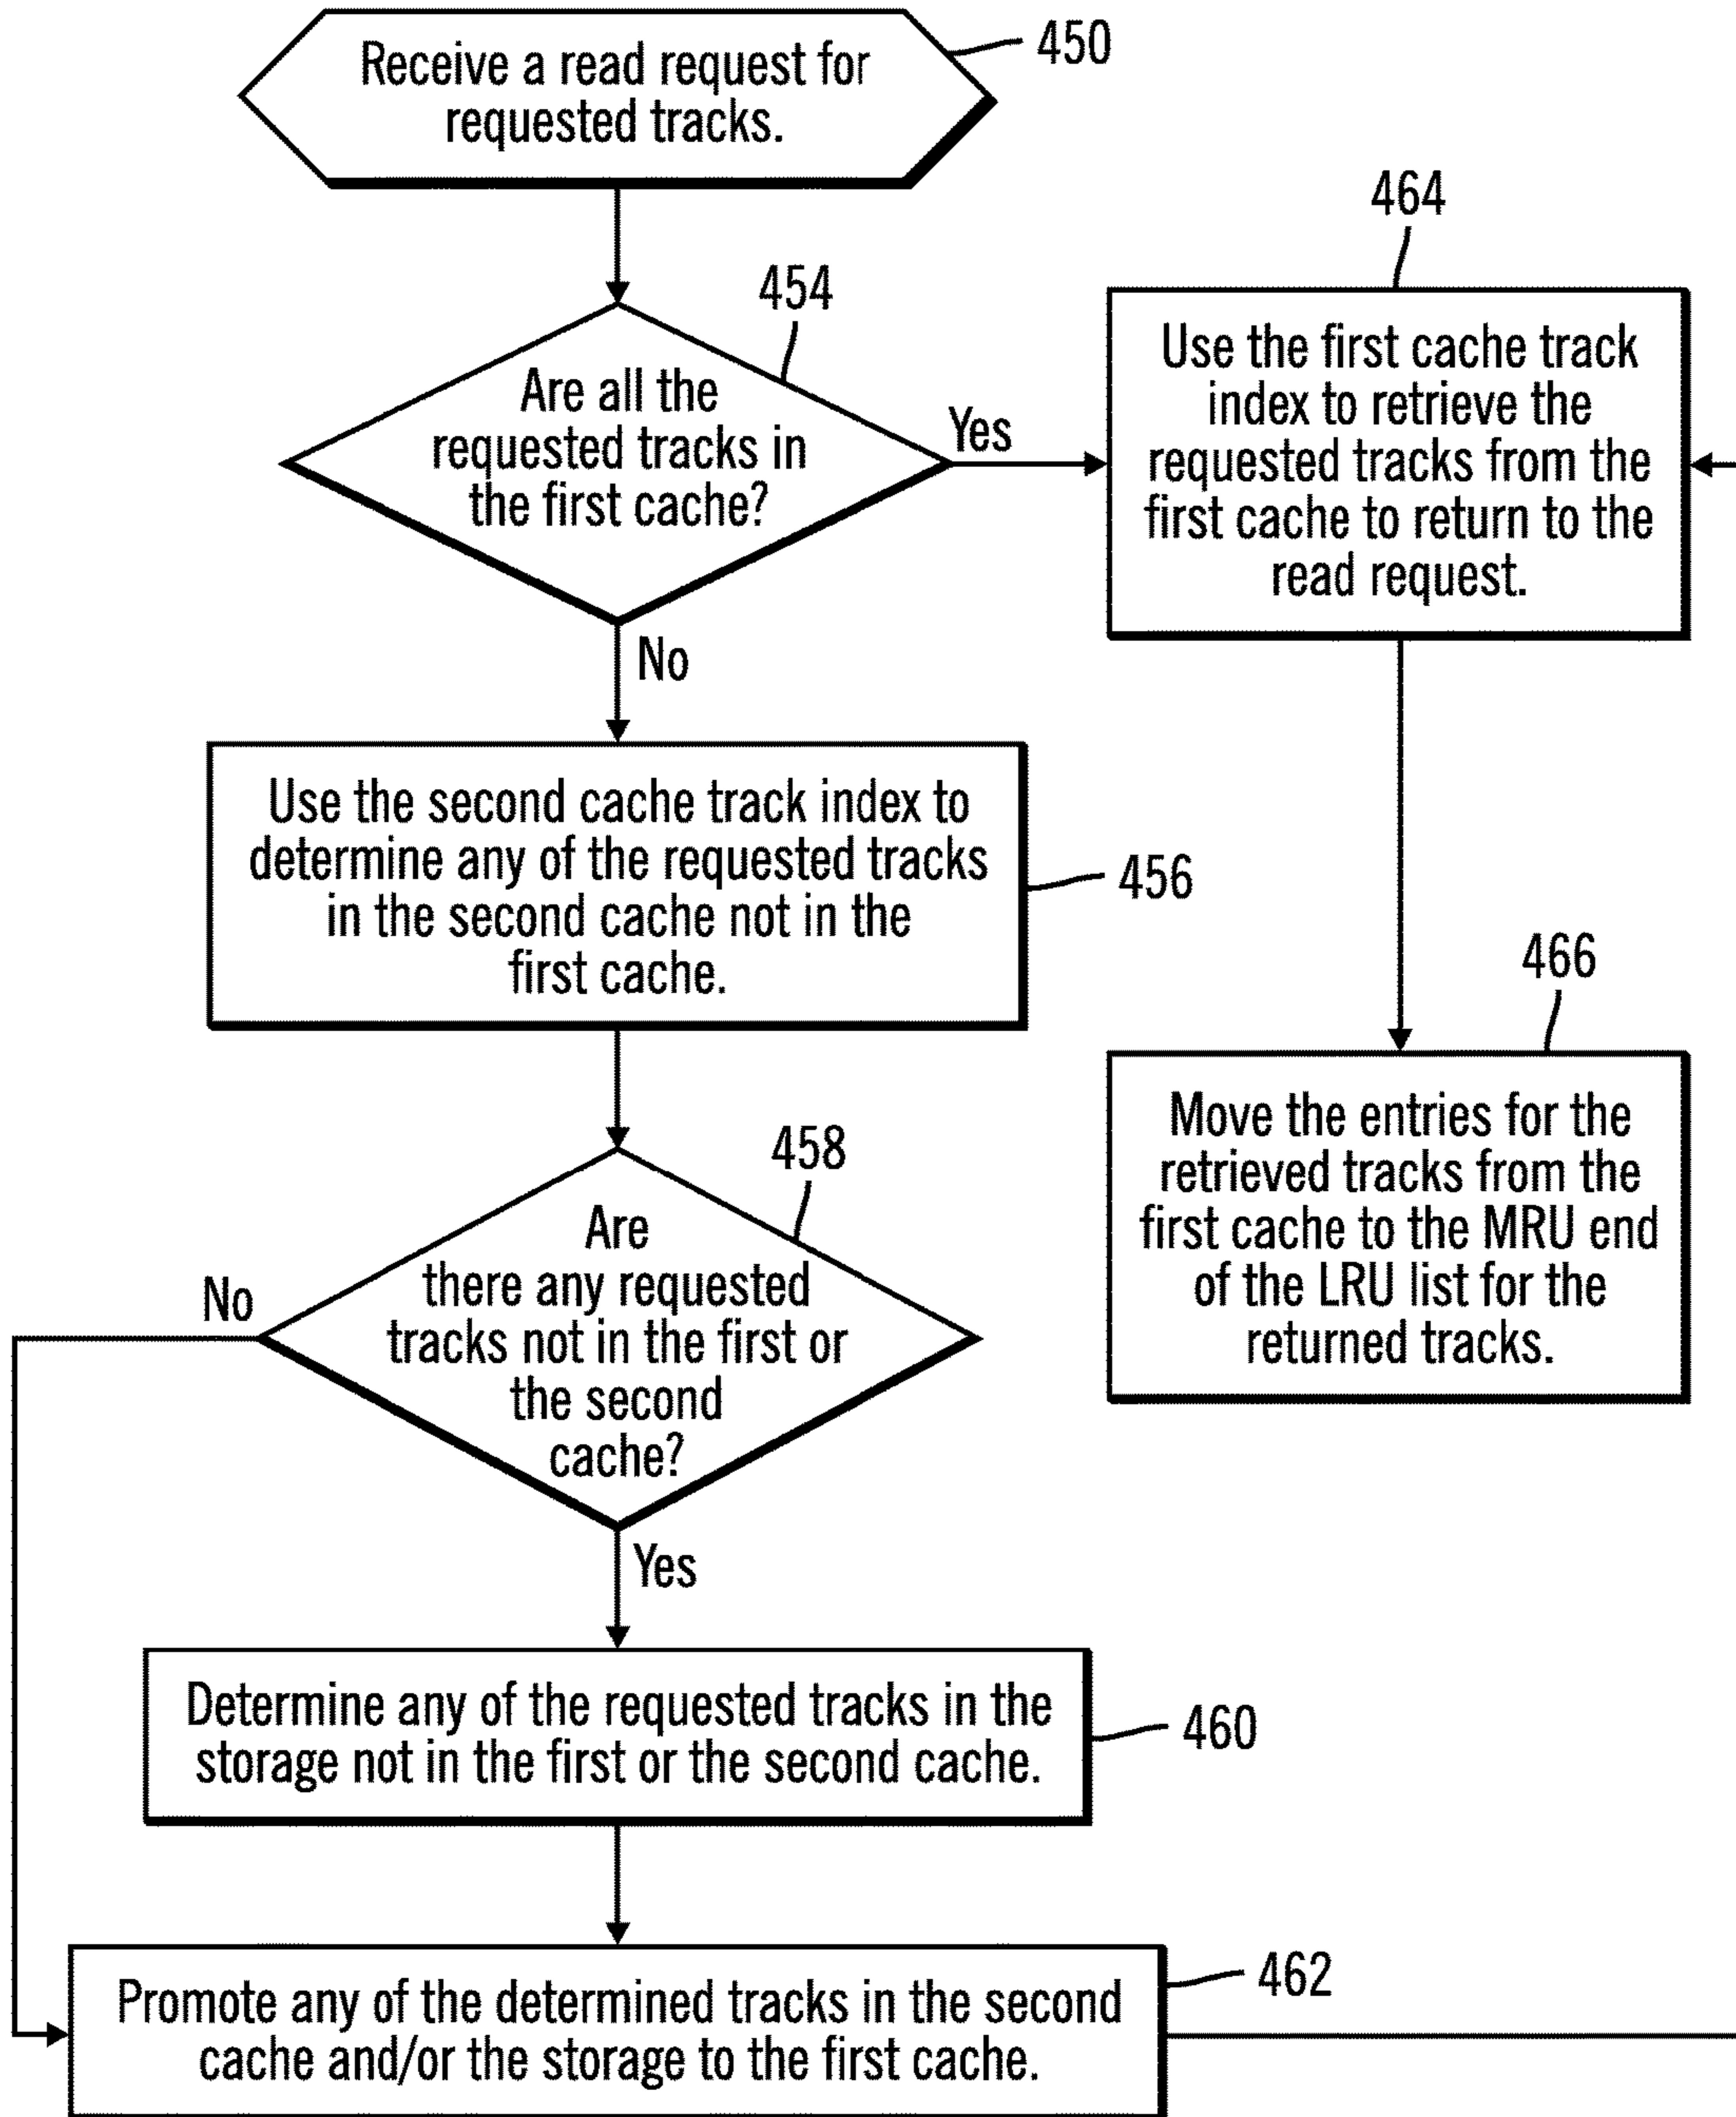 Receive a read request for
requested tracks.
450
454
Are all the
requested tracks in
the first cache?
Yes
No
464
Use the first cache track
index to retrieve the
requested tracks from the
first cache to return to the
read request.
Use the second cache track index to
determine any of the requested tracks
in the second cache not in the
first cache.
456
466
Move the entries for the
retrieved tracks from the
first cache to the MRU end
of the LRU list for the
returned tracks.
458
Are
there any requested
tracks not in the first or
the second
cache?
No
Yes
Determine any of the requested tracks in the
storage not in the first or the second cache.
460
Promote any of the determined tracks in the second
cache and/or the storage to the first cache.
462